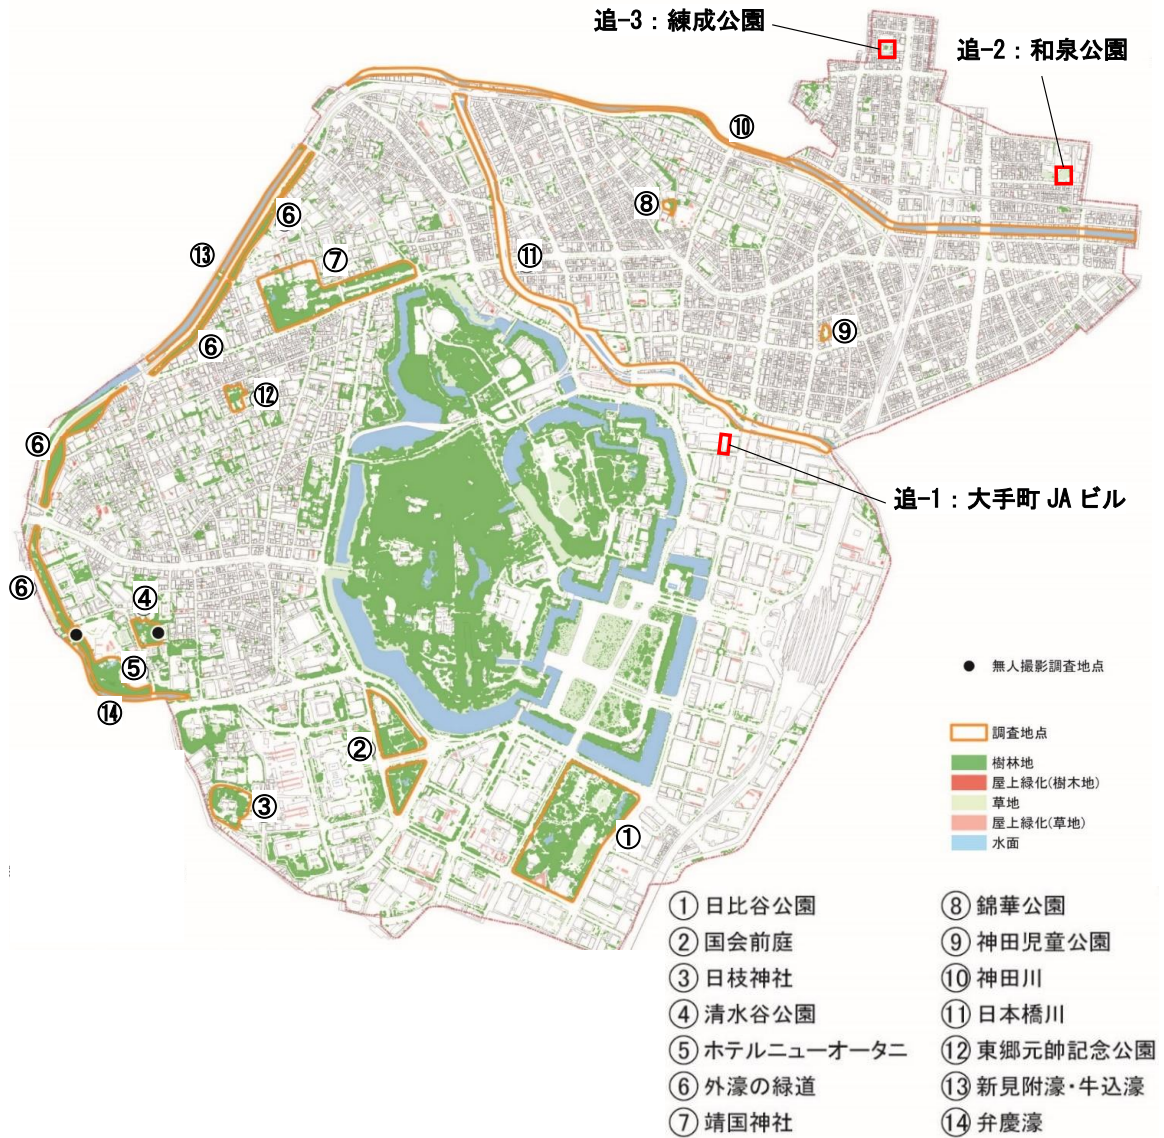 追-3：練成公園
追-2：和泉公園
⑩
⑧
⑥
⑬
⑦
⑪
⑨
⑥
⑫
⑥
追-1：大手町 JA ビル
⑥
④
⑤
⑭
②
③
①
無人撮影調査地点
調査地点
樹林地
屋上緑化(樹木地)
草地
屋上緑化(草地)
水面
① 日比谷公園
② 国会前庭
③ 日枝神社
④ 清水谷公園
⑤ ホテルニューオータニ
⑥ 外濠の緑道
⑦ 靖国神社
⑧ 錦華公園
⑨ 神田児童公園
⑩ 神田川
⑪ 日本橋川
⑫ 東郷元帥記念公園
⑬ 新見附濠・牛込濠
⑭ 弁慶濠